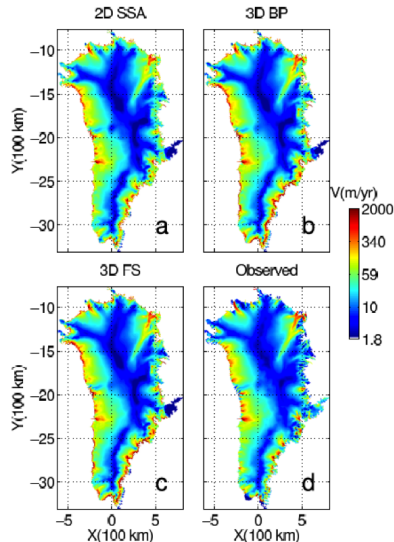 2D SSA 3D BP
−10
−15
Y(100 km)
−20
−25
−30
a b
V(m/yr)
2000
340
59
10
1.8
3D FS Observed
−10
−15
Y(100 km)
−20
−25
−30
c d
−5 0 5 −5 0 5
X(100 km) X(100 km)